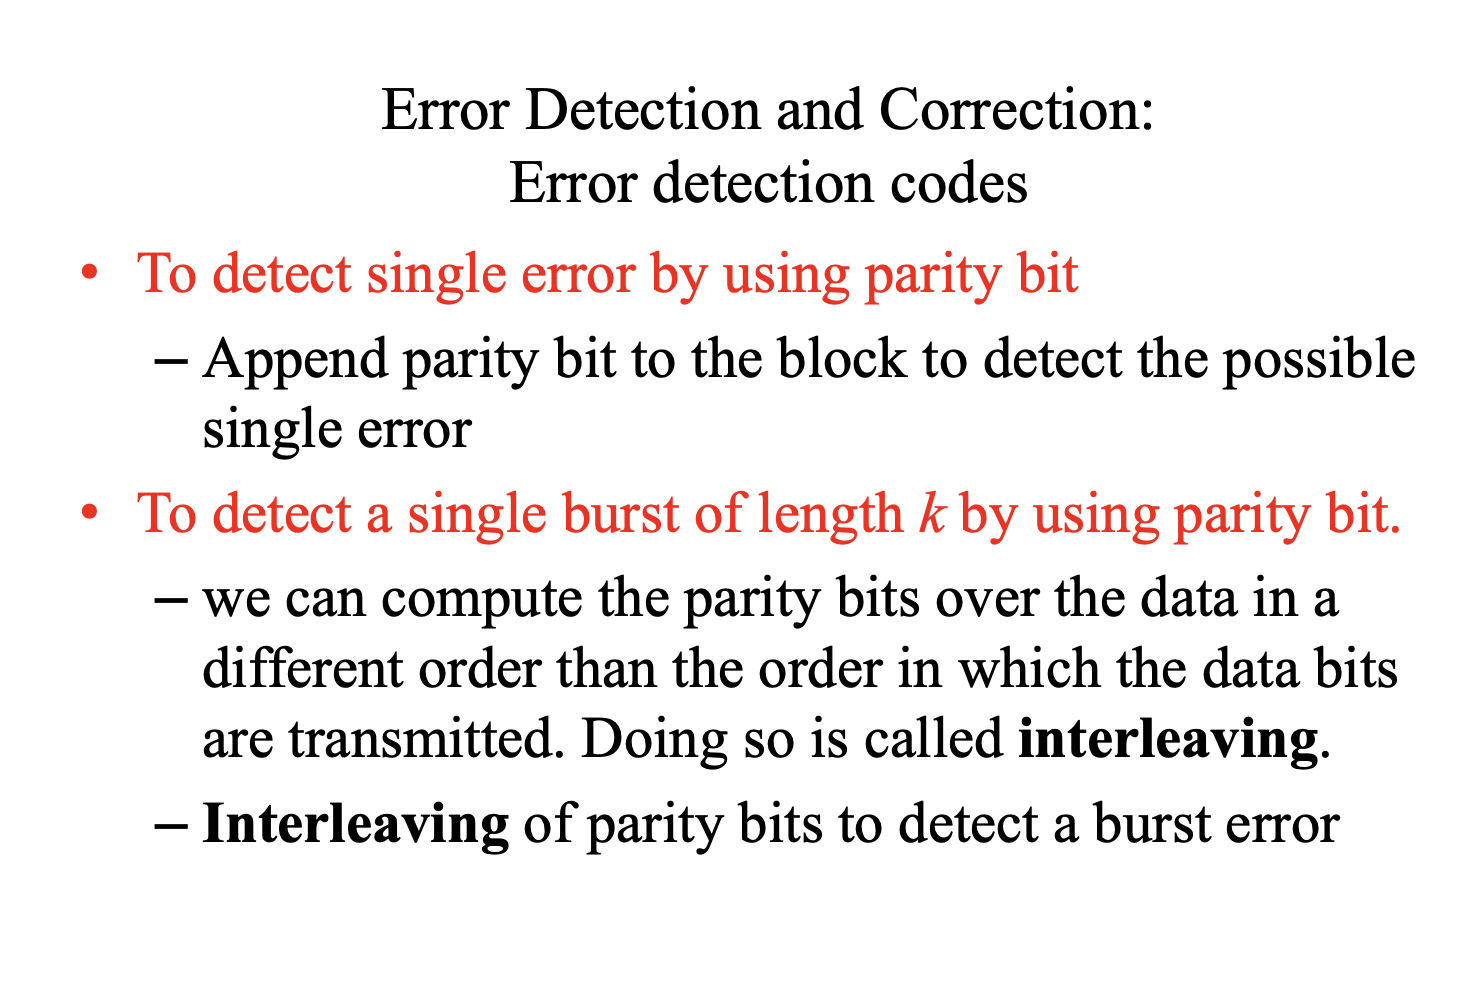 Error Detection and Correction:
Error detection codes
• To detect single error by using parity bit
– Append parity bit to the block to detect the possible
single error
• To detect a single burst of length k by using parity bit.
– we can compute the parity bits over the data in a
different order than the order in which the data bits
are transmitted. Doing so is called interleaving.
– Interleaving of parity bits to detect a burst error